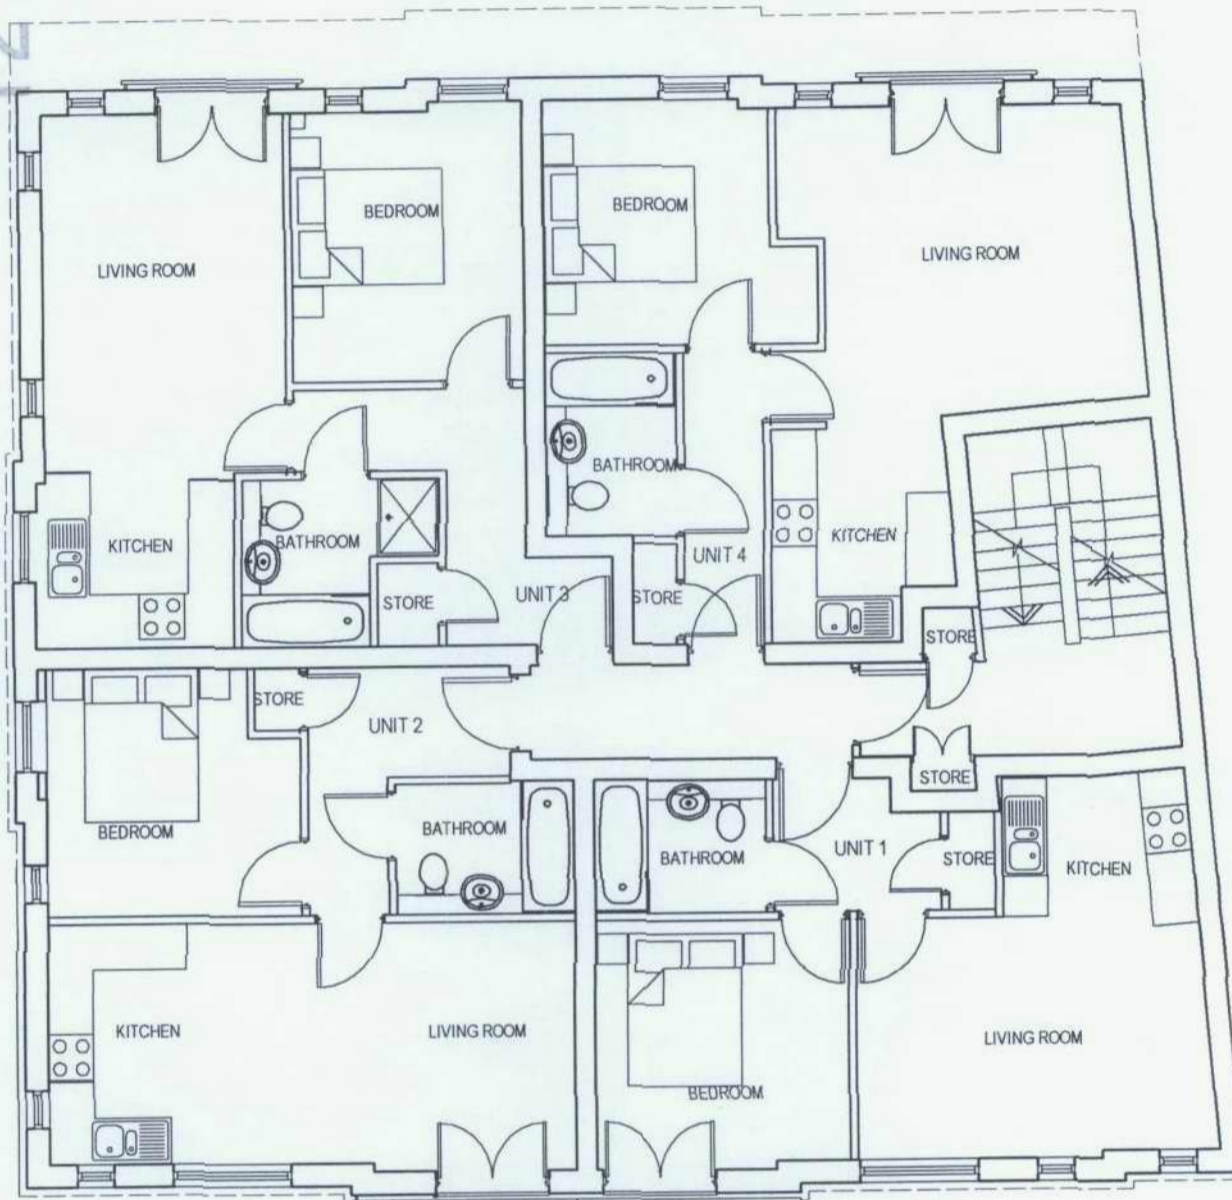 BEDROOM
BEDROOM
LIVING ROOM
LIVING ROOM
BATHROOM
KITCHEN
BATHROOM
KITCHEN
UNIT 4
STORE
UNIT 3
STORE
STORE
STORE
UNIT 2
STORE
BEDROOM
BATHROOM
BATHROOM
UNIT 1
STORE
KITCHEN
KITCHEN
LIVING ROOM
LIVING ROOM
BEDROOM